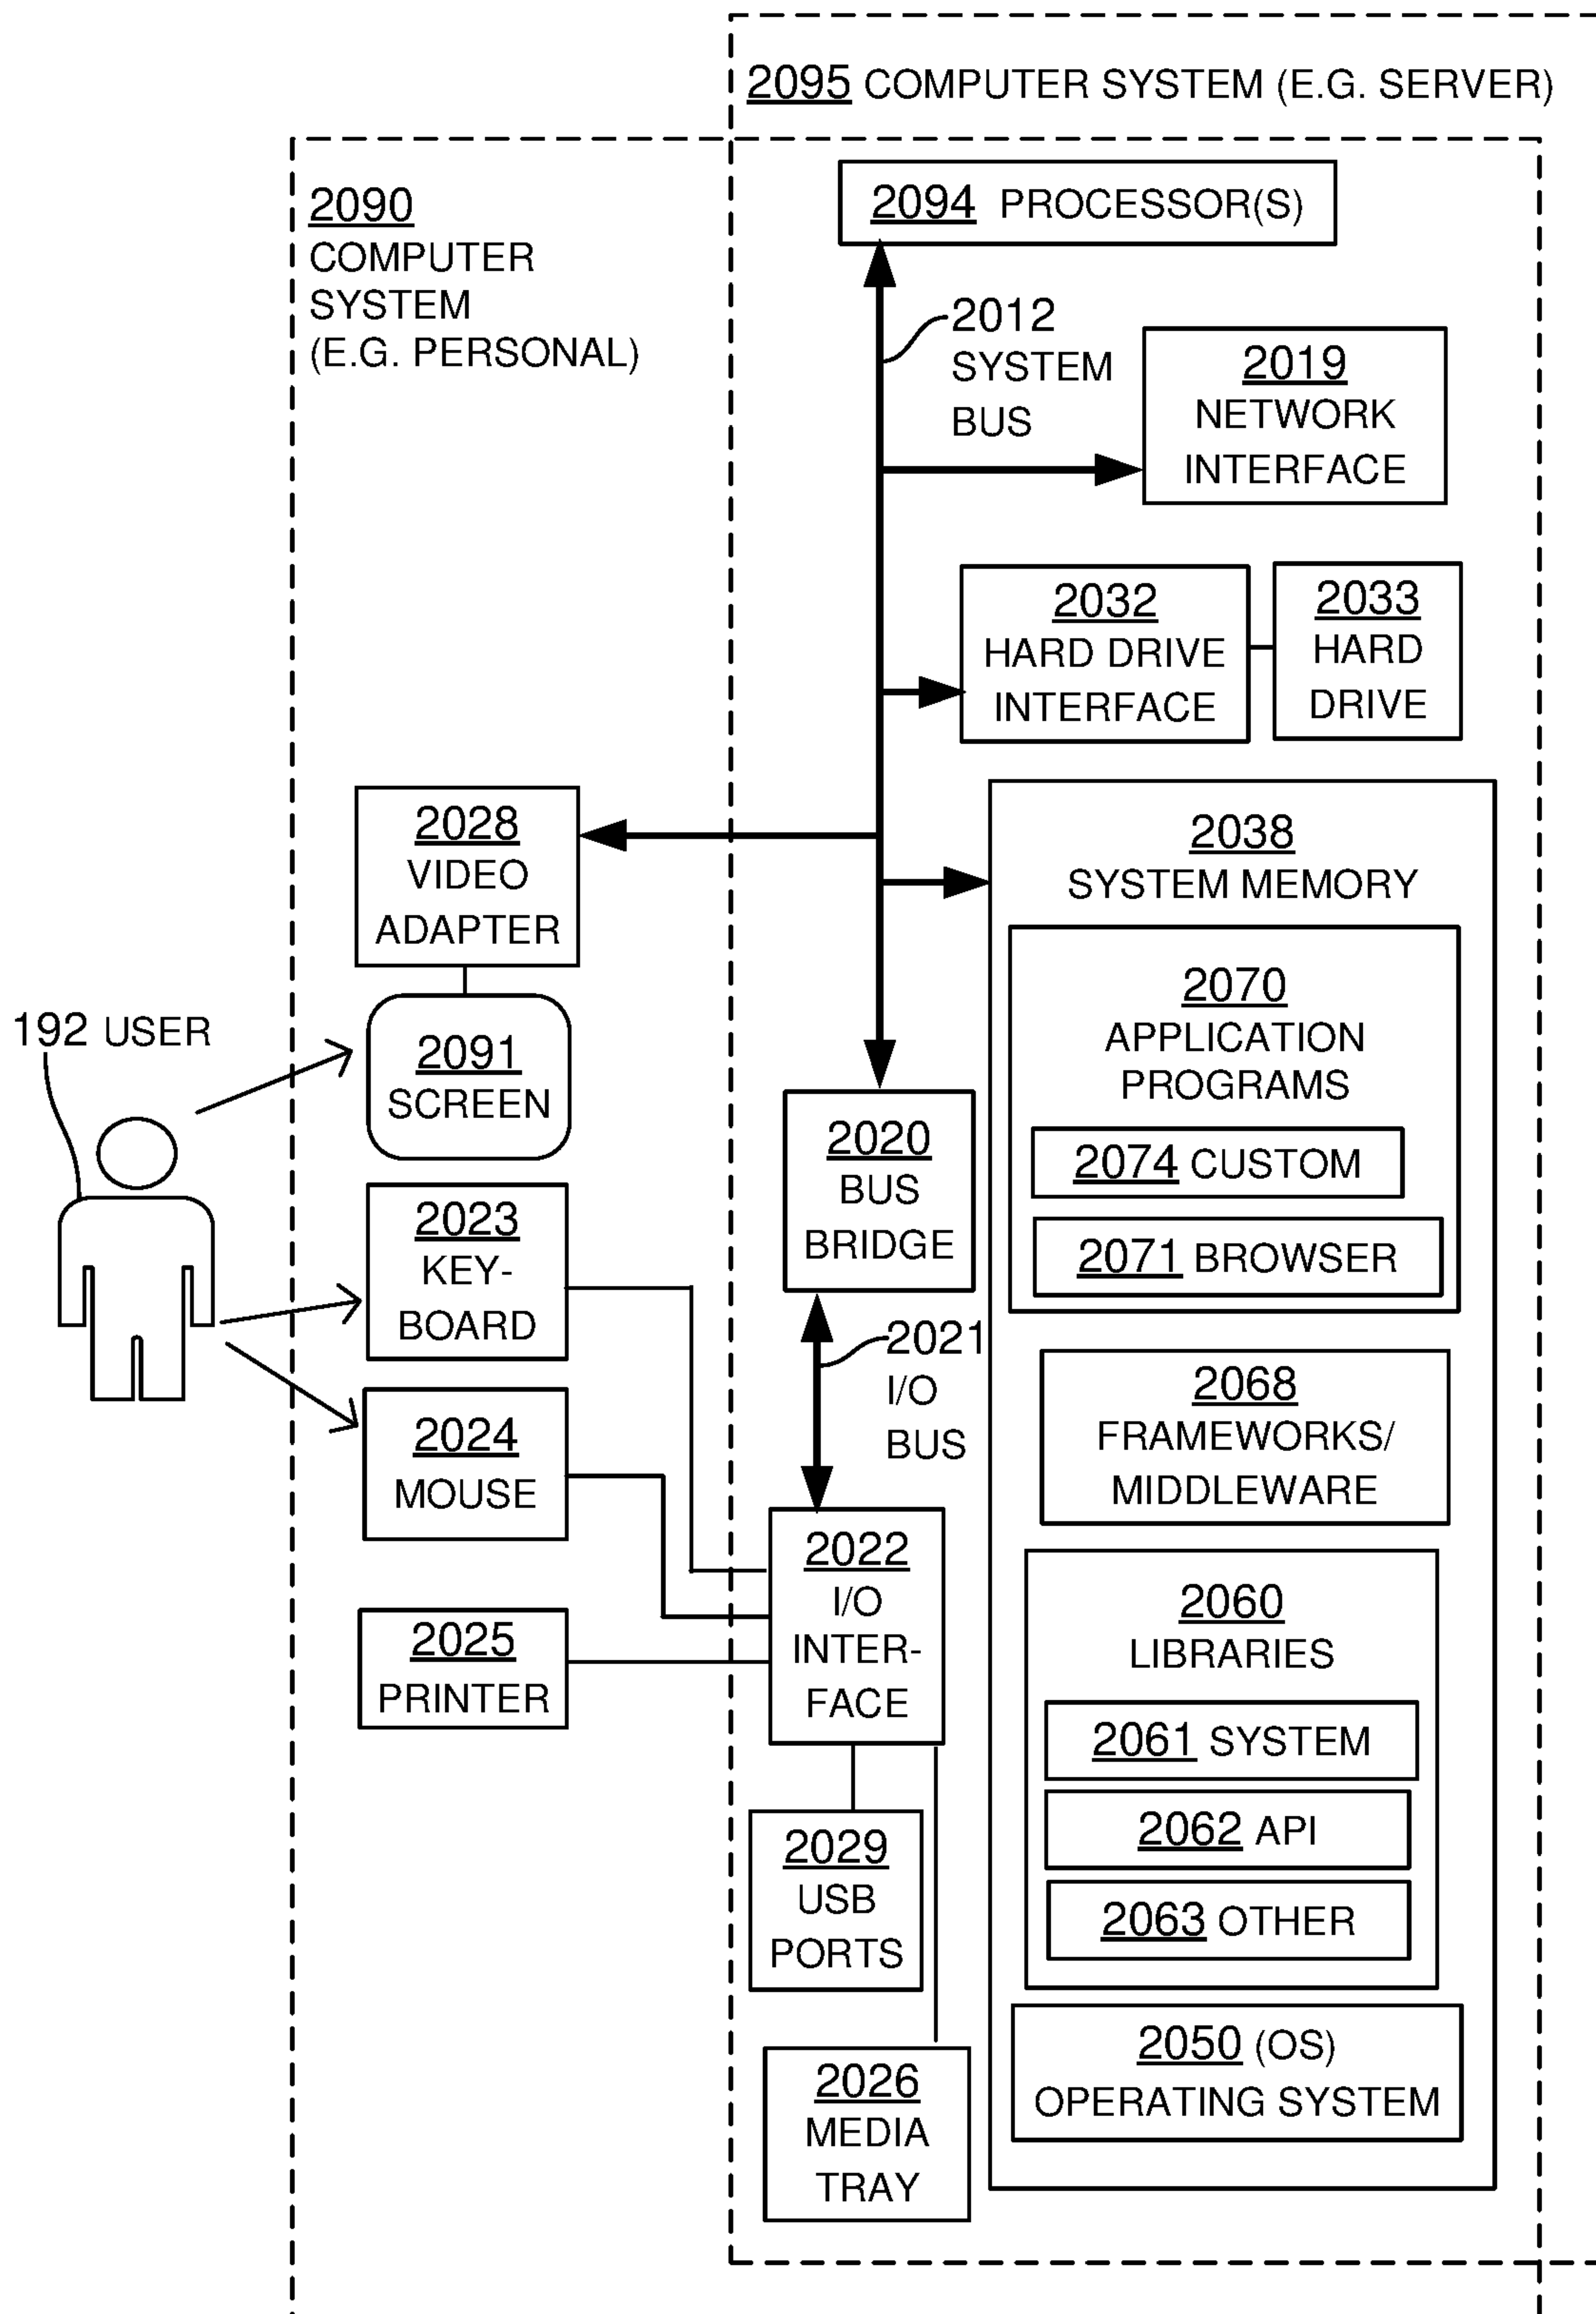 2095 COMPUTER SYSTEM (E.G. SERVER)
2090
COMPUTER
SYSTEM
(E.G. PERSONAL)
2094 PROCESSOR(S)
2012
SYSTEM
BUS
2019
NETWORK
INTERFACE
2032
HARD DRIVE
INTERFACE
2033
HARD
DRIVE
2028
VIDEO
ADAPTER
2038
SYSTEM MEMORY
192 USER
2091
SCREEN
2070
APPLICATION
PROGRAMS
2074 CUSTOM
2071 BROWSER
2020
BUS
BRIDGE
2023
KEY-
BOARD
2021
I/O
BUS
2024
MOUSE
2068
FRAMEWORKS/
MIDDLEWARE
2022
I/O
INTER-
FACE
2025
PRINTER
2060
LIBRARIES
2061 SYSTEM
2062 API
2063 OTHER
2029
USB
PORTS
2050 (OS)
OPERATING SYSTEM
2026
MEDIA
TRAY